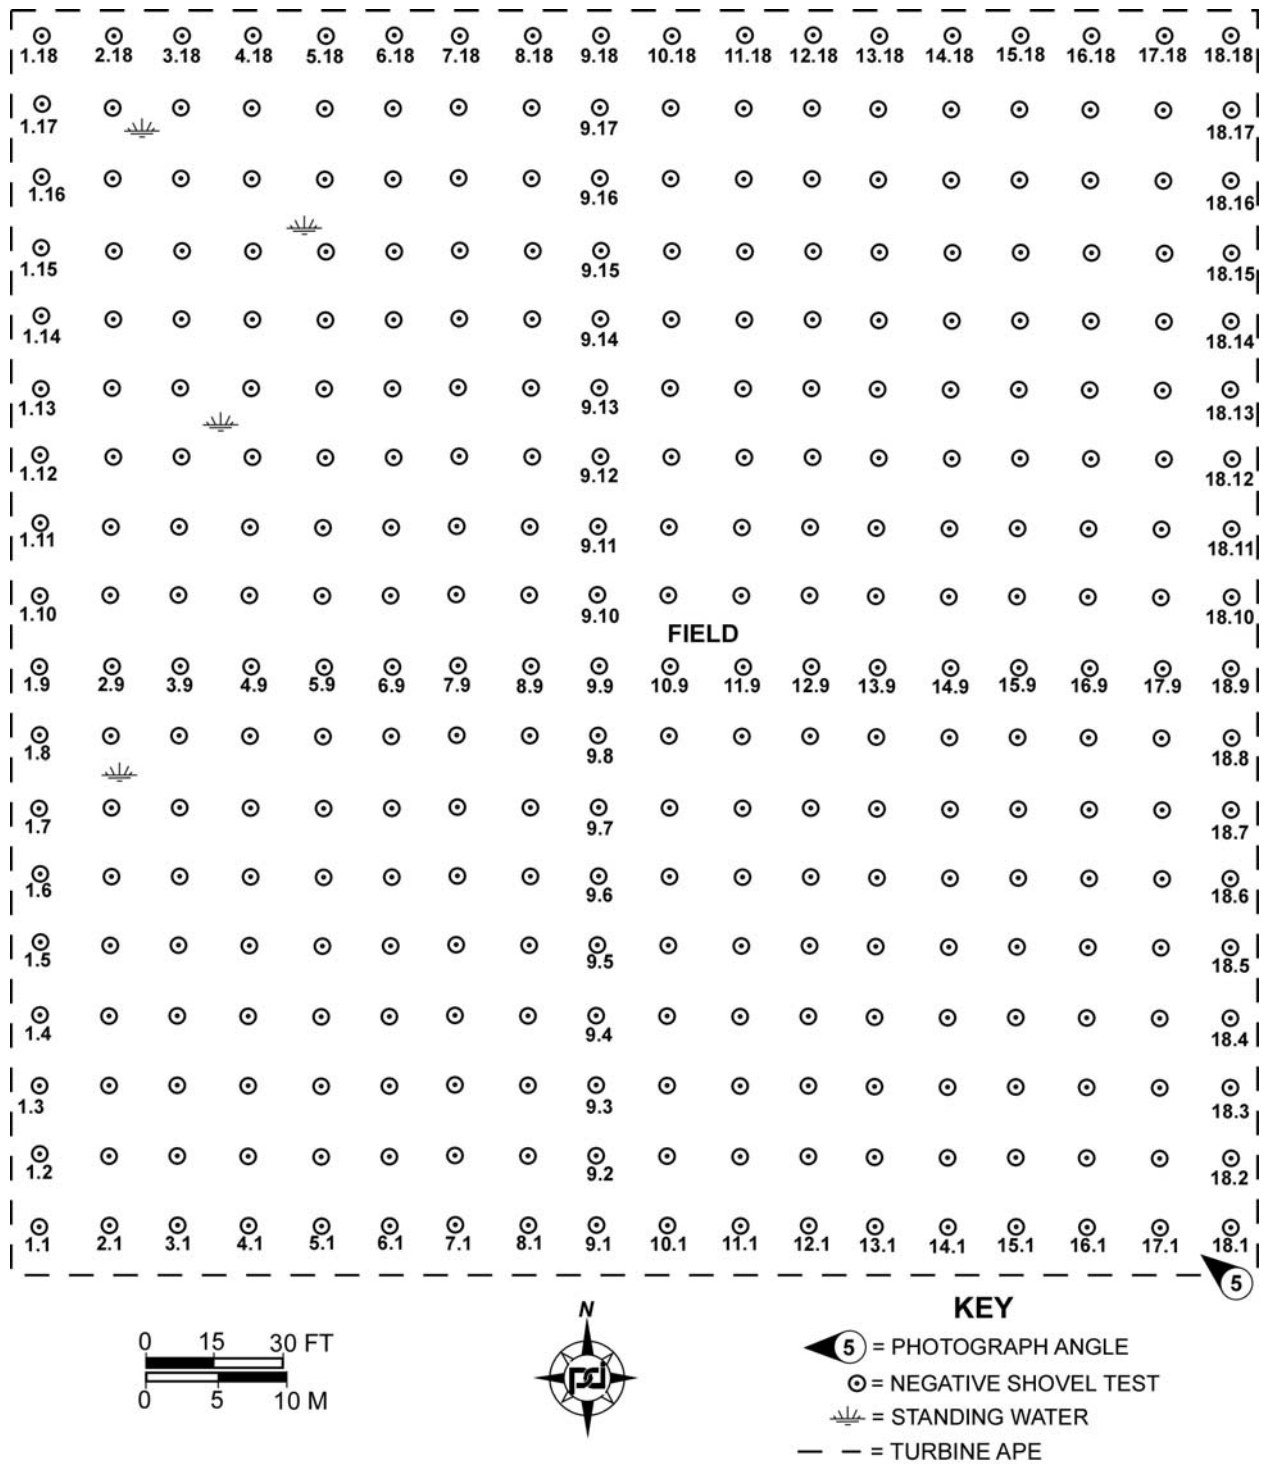 1.18 2.18 3.18 4.18 5.18 6.18 7.18 8.18 9.18 10.18 11.18 12.18 13.18 14.18 15.18 16.18 17.18 18.18
1.17 9.17 18.17
1.16 9.16 18.16
1.15 9.15 18.15
1.14 9.14 18.14
1.13 9.13 18.13
1.12 9.12 18.12
1.11 9.11 18.11
1.10 9.10 18.10
FIELD
1.9 2.9 3.9 4.9 5.9 6.9 7.9 8.9 9.9 10.9 11.9 12.9 13.9 14.9 15.9 16.9 17.9 18.9
1.8 9.8 18.8
1.7 9.7 18.7
1.6 9.6 18.6
1.5 9.5 18.5
1.4 9.4 18.4
1.3 9.3 18.3
1.2 9.2 18.2
1.1 2.1 3.1 4.1 5.1 6.1 7.1 8.1 9.1 10.1 11.1 12.1 13.1 14.1 15.1 16.1 17.1 18.1
5
0 15 30 FT
0 5 10 M
N
pci
KEY
5 = PHOTOGRAPH ANGLE
= NEGATIVE SHOVEL TEST
= STANDING WATER
= TURBINE APE